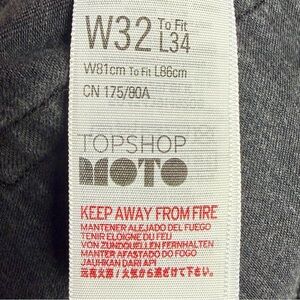 W32 To Fit L34
W81cm To Fit L86cm
CN 175/80A
TOPSHOP
MOTO
KEEP AWAY FROM FIRE
MANTENER ALEJADO DEL FUEGO
TENIR ELOIGNE DU FEU
VON ZUNDQUELLEN FERNHALTEN
MANTER AFASTADO DO FOGO
JAUHKAN DARI API
远离火源 / 火気から遠ざけて下さい。